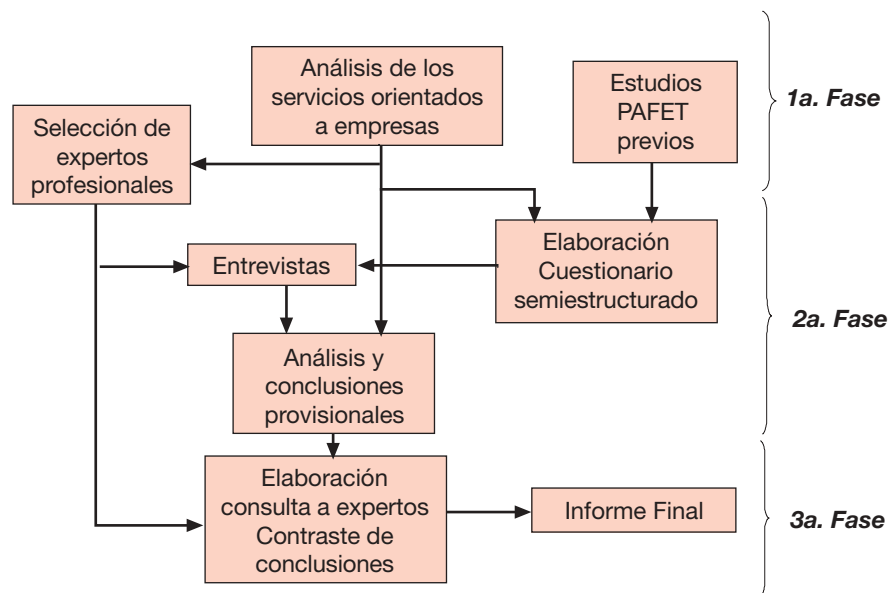 Análisis de los
servicios orientados
a empresas
Estudios
PAFET
previos
1a. Fase
Selección de
expertos
profesionales
Elaboración
Cuestionario
semiestructurado
Entrevistas
2a. Fase
Análisis y
conclusiones
provisionales
Elaboración
consulta a expertos
Contraste de
conclusiones
Informe Final
3a. Fase